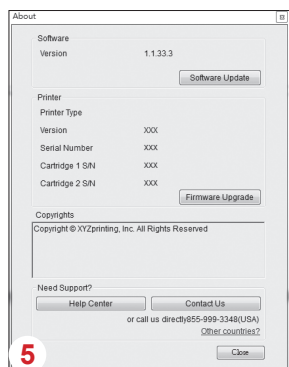 About
Software
Version 1.1.33.3
Software Update
Printer
Printer Type
Version XXX
Serial Number XXX
Cartridge 1 S/N XXX
Cartridge 2 S/N XXX
Firmware Upgrade
Copyrights
Copyright © XYZprinting, Inc. All Rights Reserved
Need Support?
Help Center Contact Us
or call us directly855-999-3348(USA)
Other countries?
5 Close